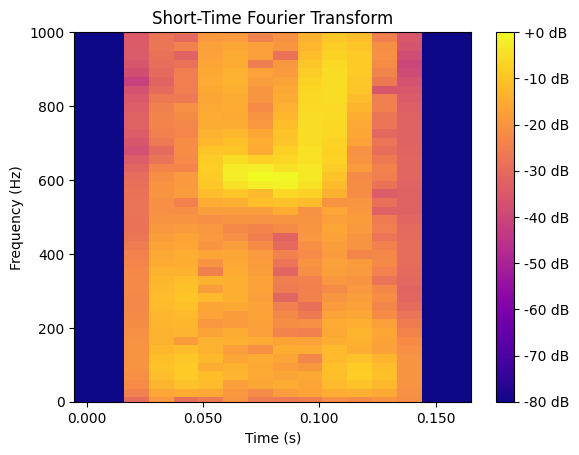 Short-Time Fourier Transform
1000
800
600
400
200
0
Frequency (Hz)
0.000
0.050
0.100
0.150
Time (s)
+0 dB
-10 dB
-20 dB
-30 dB
-40 dB
-50 dB
-60 dB
-70 dB
-80 dB